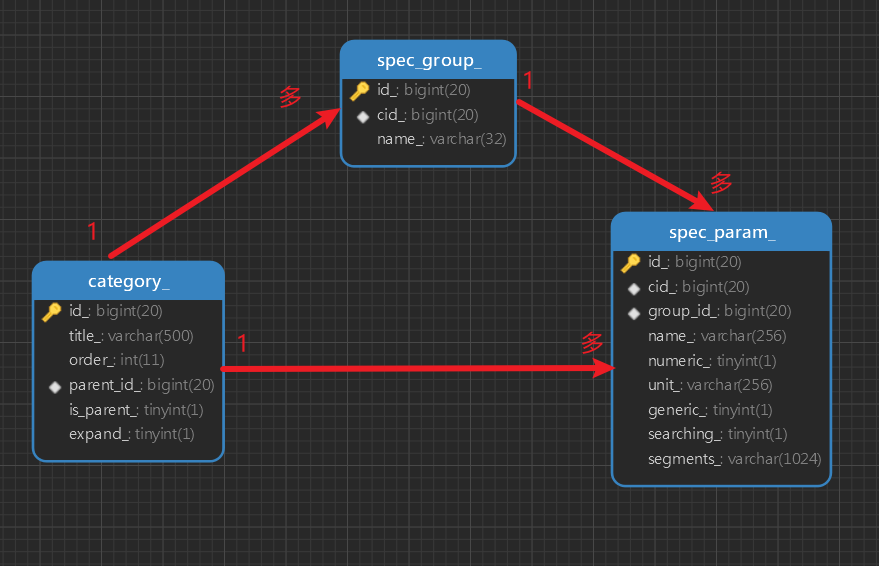 spec_group_
id_: bigint(20)
cid_: bigint(20)
name_: varchar(32)
多
1
1
多
category_
id_: bigint(20)
title_: varchar(500)
order_: int(11)
parent_id_: bigint(20)
is_parent_: tinyint(1)
expand_: tinyint(1)
1
多
spec_param_
id_: bigint(20)
cid_: bigint(20)
group_id_: bigint(20)
name_: varchar(256)
numeric_: tinyint(1)
unit_: varchar(256)
generic_: tinyint(1)
searching_: tinyint(1)
segments_: varchar(1024)